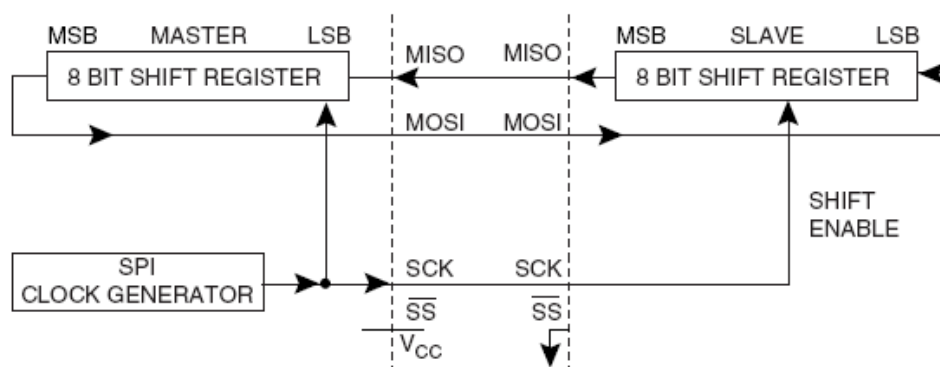 MSB MASTER LSB
MISO MISO
MSB SLAVE LSB
8 BIT SHIFT REGISTER
8 BIT SHIFT REGISTER
MOSI MOSI
SHIFT
ENABLE
SPI
CLOCK GENERATOR
SCK SCK
SS SS
VCC